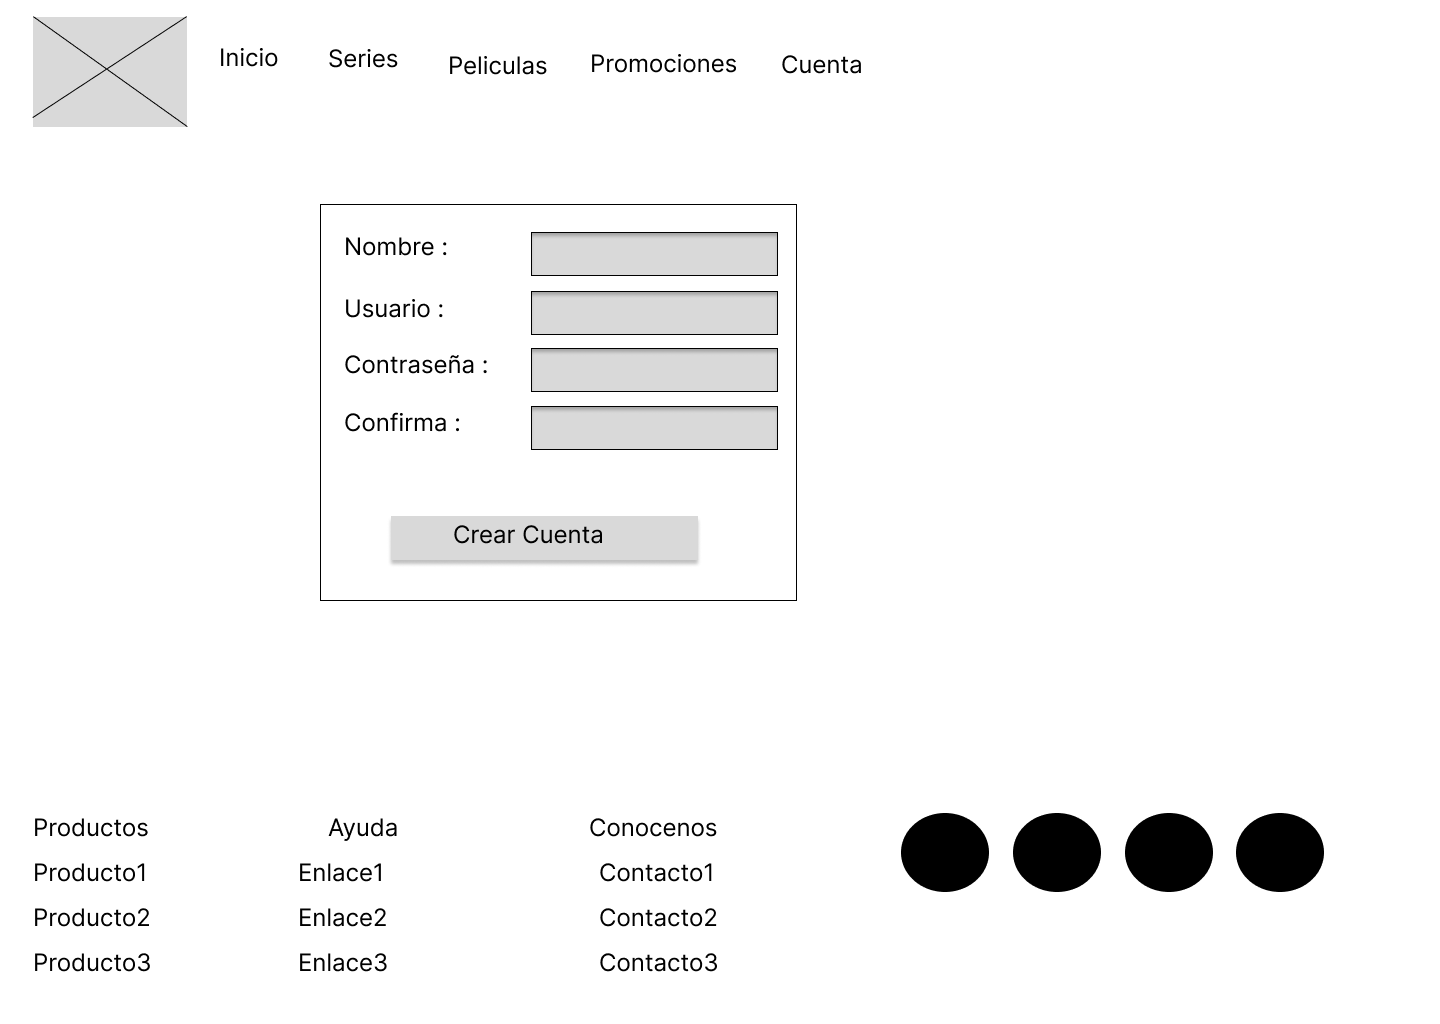 Inicio Series Peliculas Promociones Cuenta
Nombre :
Usuario :
Contraseña :
Confirma :
Crear Cuenta
Productos Ayuda Conocenos
Producto1 Enlace1 Contacto1
Producto2 Enlace2 Contacto2
Producto3 Enlace3 Contacto3